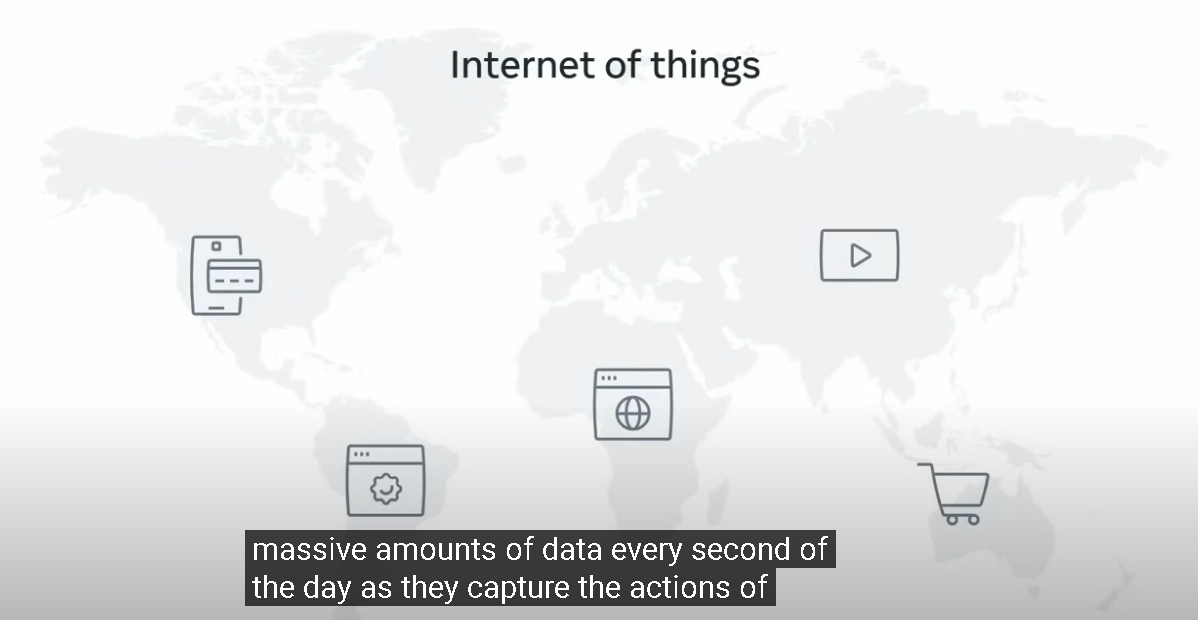 Internet of things
massive amounts of data every second of
the day as they capture the actions of